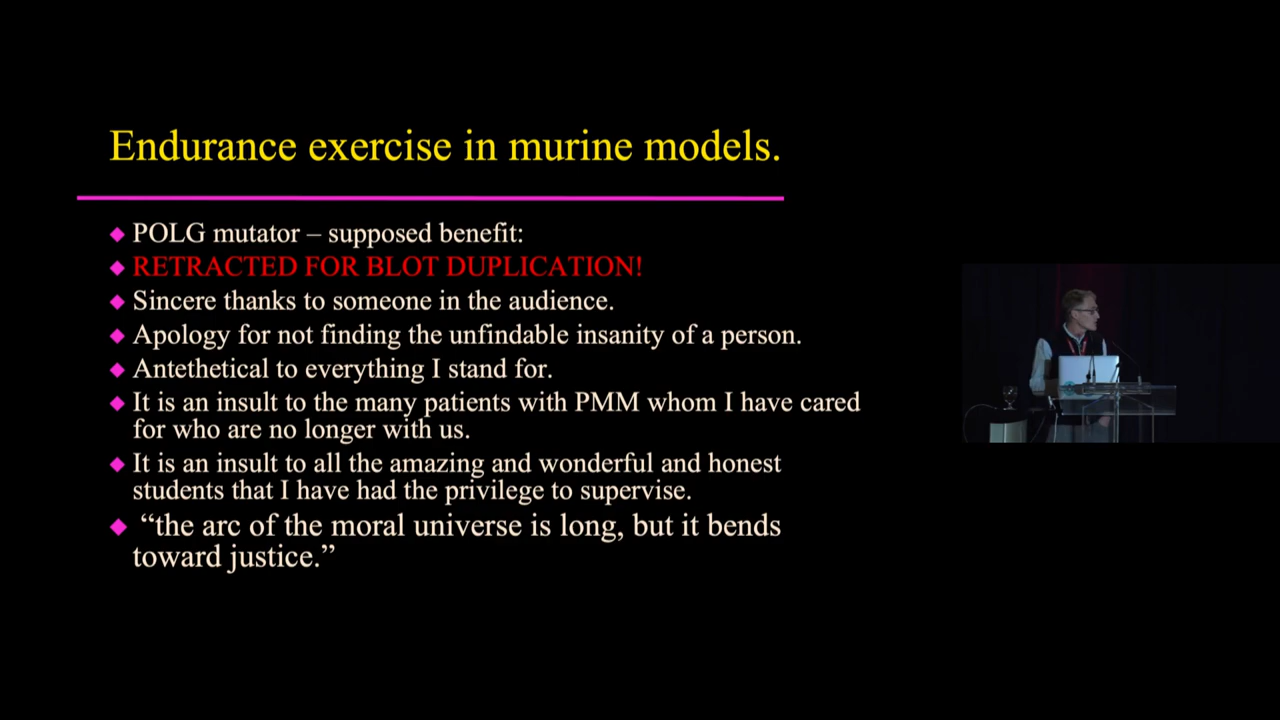 Endurance exercise in murine models.
POLG mutator – supposed benefit:
RETRACTED FOR BLOT DUPLICATION!
Sincere thanks to someone in the audience.
Apology for not finding the unfindable insanity of a person.
Antethetical to everything I stand for.
It is an insult to the many patients with PMM whom I have cared
for who are no longer with us.
It is an insult to all the amazing and wonderful and honest
students that I have had the privilege to supervise.
“the arc of the moral universe is long, but it bends
toward justice.”